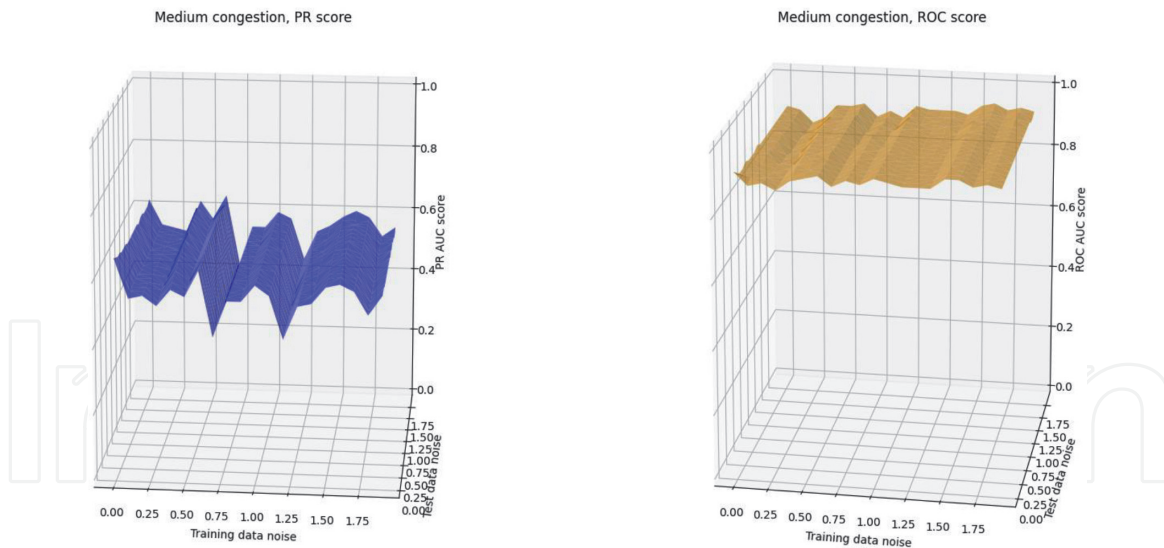 Medium congestion, PR score
1.0
0.8
0.6
0.4
0.2
0.0
PR AUC score
1.75
1.50
1.25
1.00
0.75
0.50
0.25
0.00
Test data noise
0.00 0.25 0.50 0.75 1.00 1.25 1.50 1.75
Training data noise
Medium congestion, ROC score
1.0
0.8
0.6
0.4
0.2
0.0
ROC AUC score
1.75
1.50
1.25
1.00
0.75
0.50
0.25
0.00
Test data noise
0.00 0.25 0.50 0.75 1.00 1.25 1.50 1.75
Training data noise